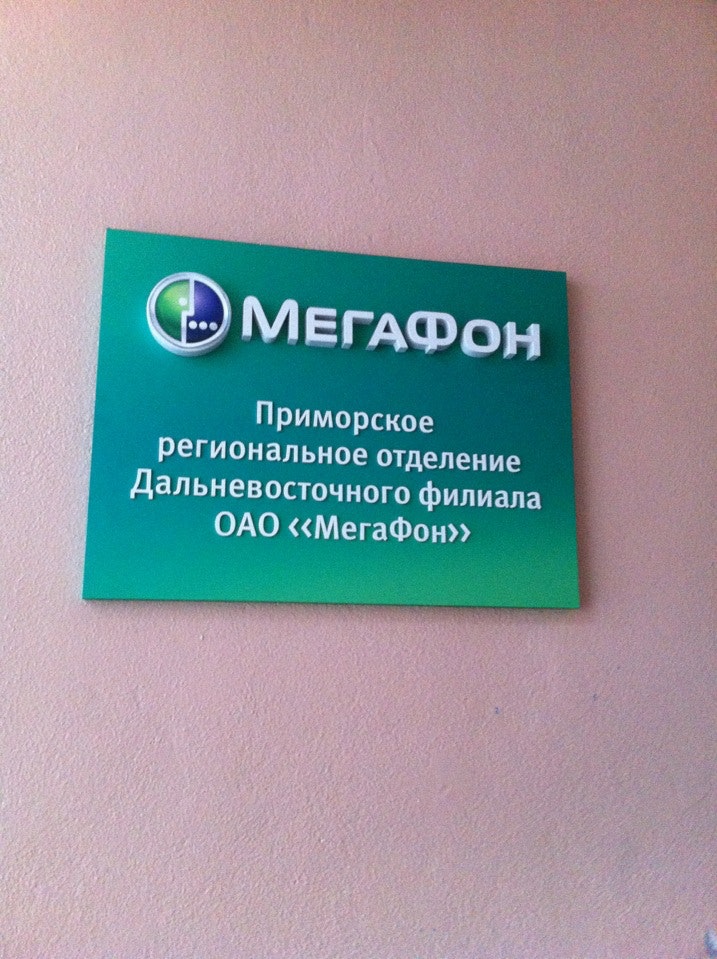 МегаФон
Приморское
региональное отделение
Дальневосточного филиала
ОАО <<МегаФон>>